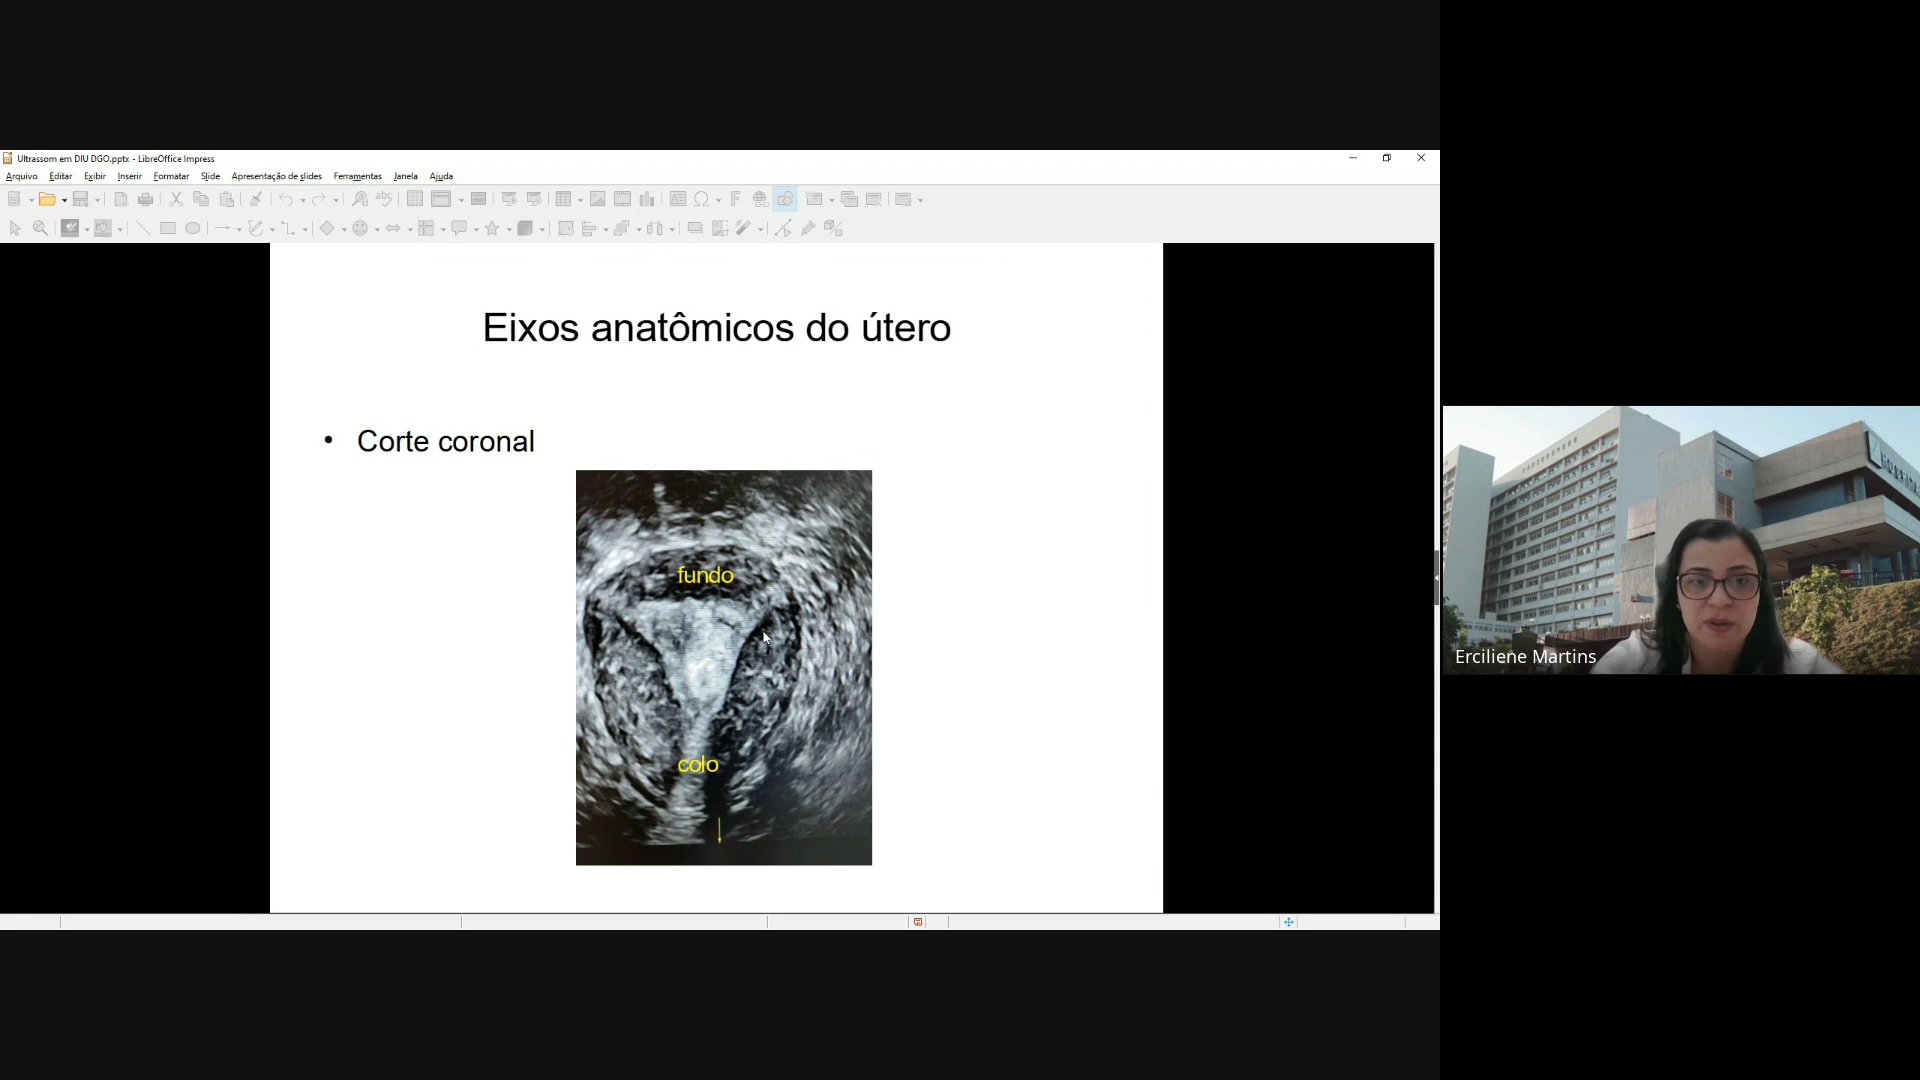 Ultrassom em DIU DGO.pptx - LibreOffice Impress
Arquivo Editar Exibir Inserir Formatar Slide Apresentação de slides Ferramentas Janela Ajuda
Eixos anatômicos do útero
• Corte coronal
fundo
colo
Erciliene Martins